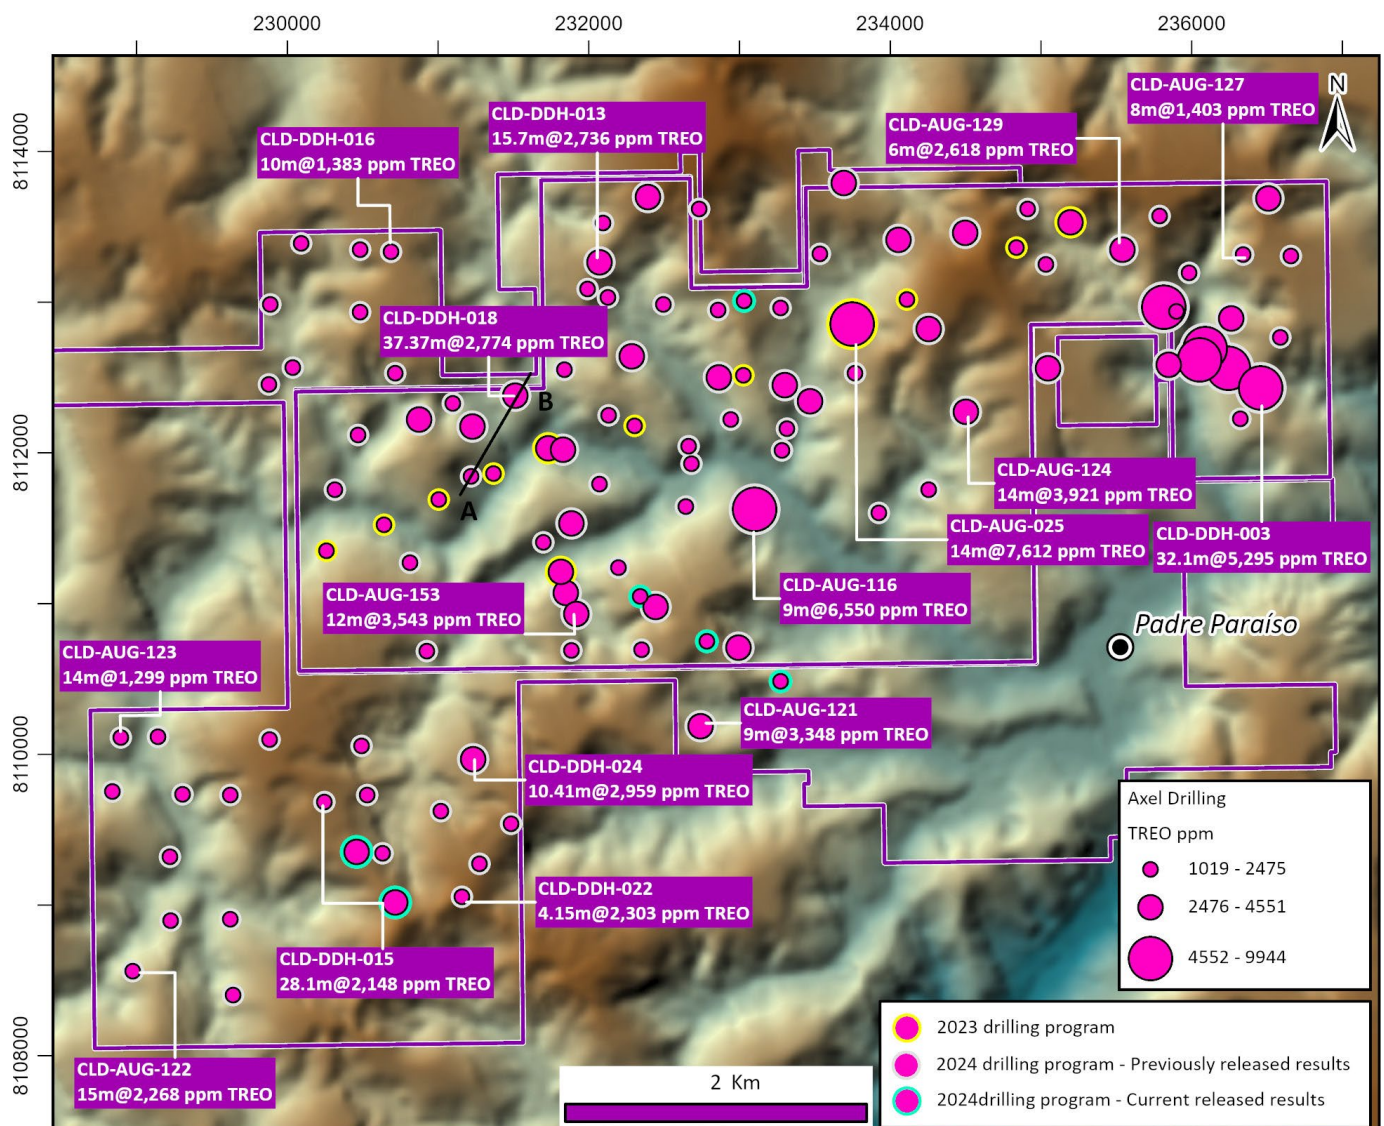 230000
232000
234000
236000
8114000
8112000
8110000
8108000
N
CLD-AUG-127
8m@1,403 ppm TREO
CLD-DDH-013
15.7m@2,736 ppm TREO
CLD-AUG-129
6m@2,618 ppm TREO
CLD-DDH-016
10m@1,383 ppm TREO
CLD-DDH-018
37.37m@2,774 ppm TREO
B
A
CLD-AUG-124
14m@3,921 ppm TREO
CLD-AUG-025
14m@7,612 ppm TREO
CLD-DDH-003
32.1m@5,295 ppm TREO
CLD-AUG-116
9m@6,550 ppm TREO
CLD-AUG-153
12m@3,543 ppm TREO
Padre Paraíso
CLD-AUG-123
14m@1,299 ppm TREO
CLD-AUG-121
9m@3,348 ppm TREO
CLD-DDH-024
10.41m@2,959 ppm TREO
CLD-DDH-022
4.15m@2,303 ppm TREO
CLD-DDH-015
28.1m@2,148 ppm TREO
CLD-AUG-122
15m@2,268 ppm TREO
Axel Drilling
TREO ppm
1019 - 2475
2476 - 4551
4552 - 9944
2023 drilling program
2024 drilling program - Previously released results
2024drilling program - Current released results
2 Km